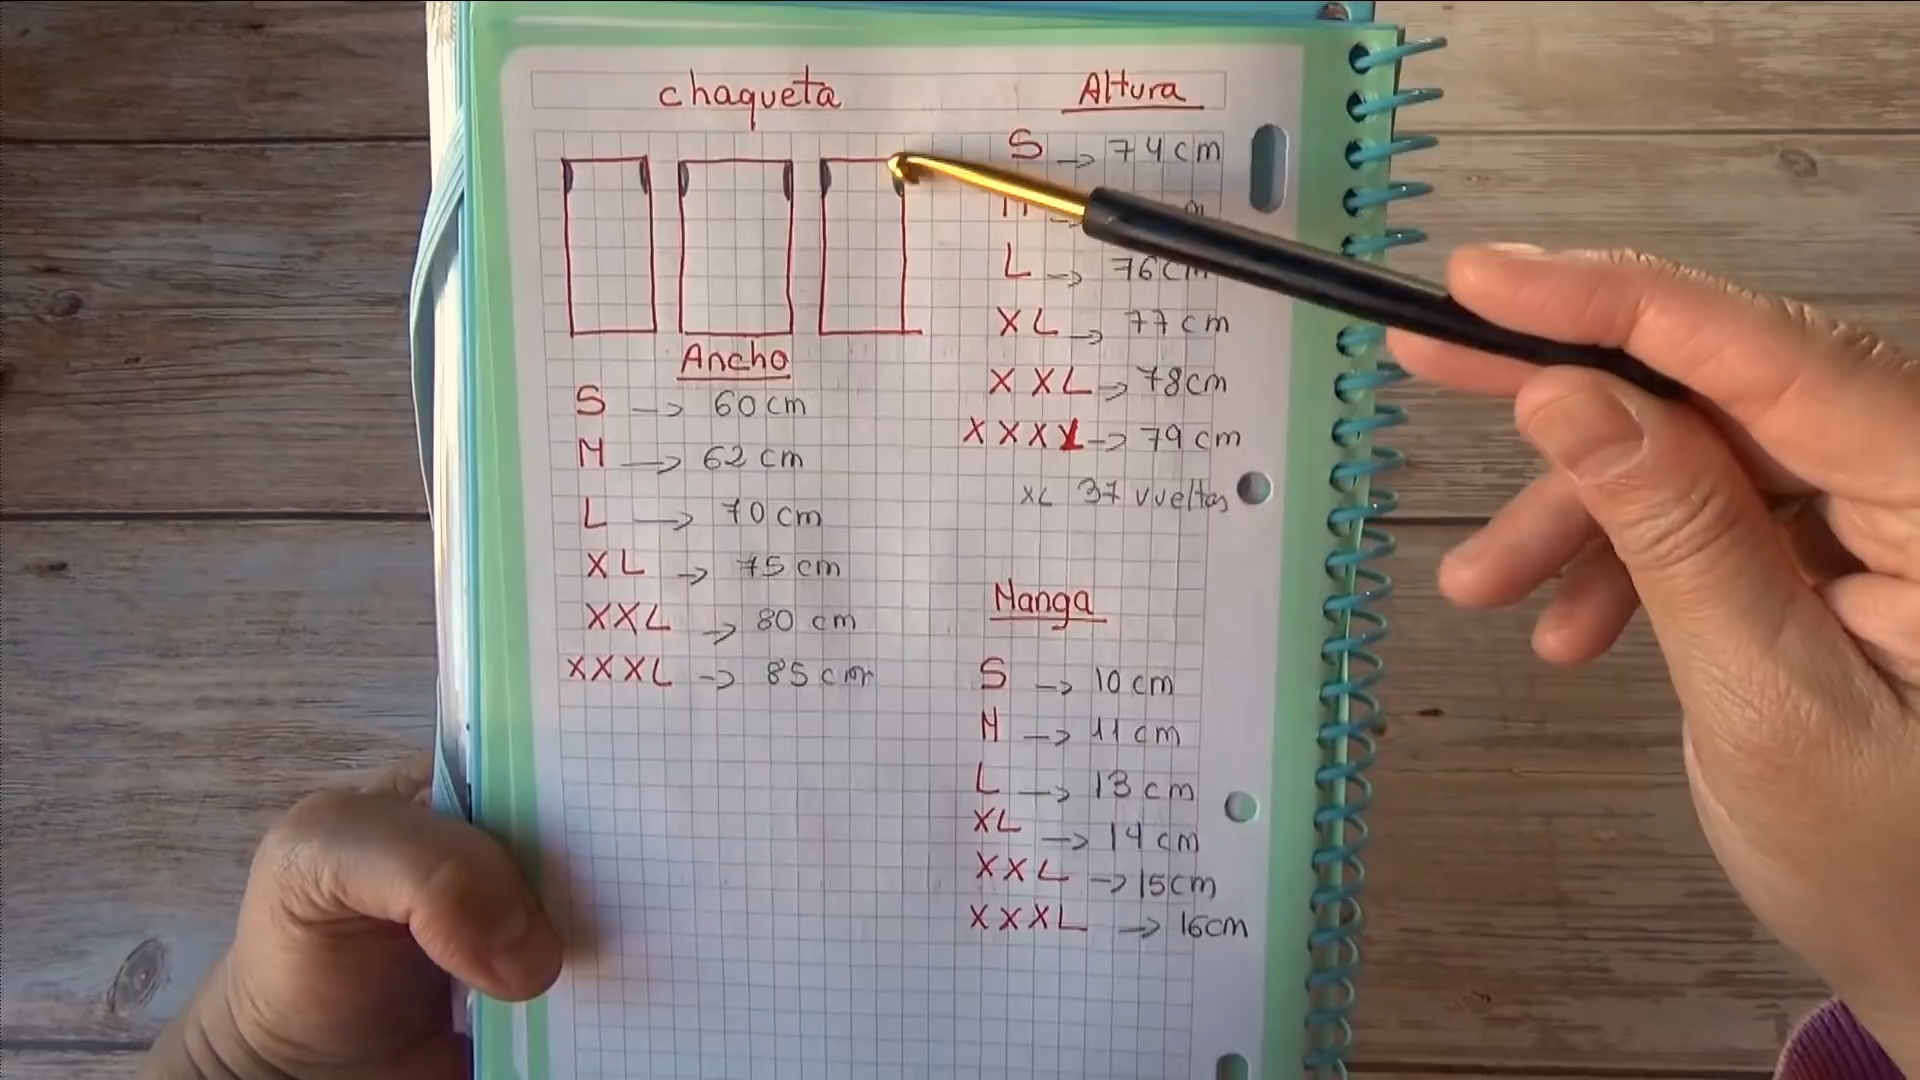 chaqueta
Altura
S -> 74 cm
L -> 76 cm
XL -> 77 cm
XXL -> 78 cm
XXXL -> 79 cm
XL 37 vueltas
Ancho
S -> 60 cm
M -> 62 cm
L -> 70 cm
XL -> 75 cm
XXL -> 80 cm
XXXL -> 85 cm
Manga
S -> 10 cm
M -> 11 cm
L -> 13 cm
XL -> 14 cm
XXL -> 15 cm
XXXL -> 16 cm